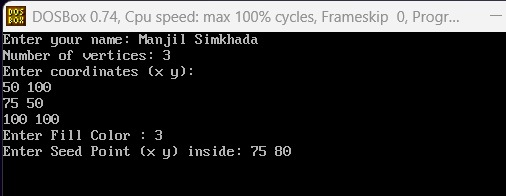 DOSBox 0.74, Cpu speed: max 100% cycles, Frameskip 0, Progr...
Enter your name: Manjil Simkhada
Number of vertices: 3
Enter coordinates (x y):
50 100
75 50
100 100
Enter Fill Color : 3
Enter Seed Point (x y) inside: 75 80